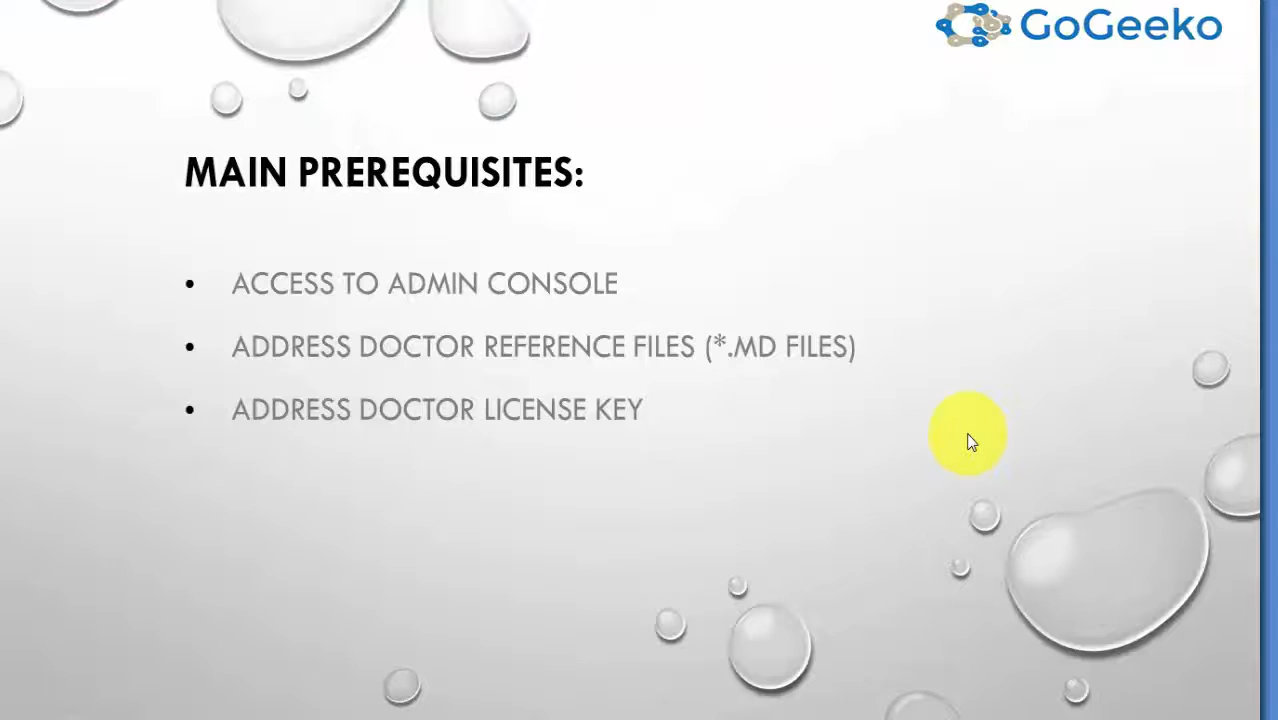 GoGeeko
MAIN PREREQUISITES:
• ACCESS TO ADMIN CONSOLE
• ADDRESS DOCTOR REFERENCE FILES (*.MD FILES)
• ADDRESS DOCTOR LICENSE KEY